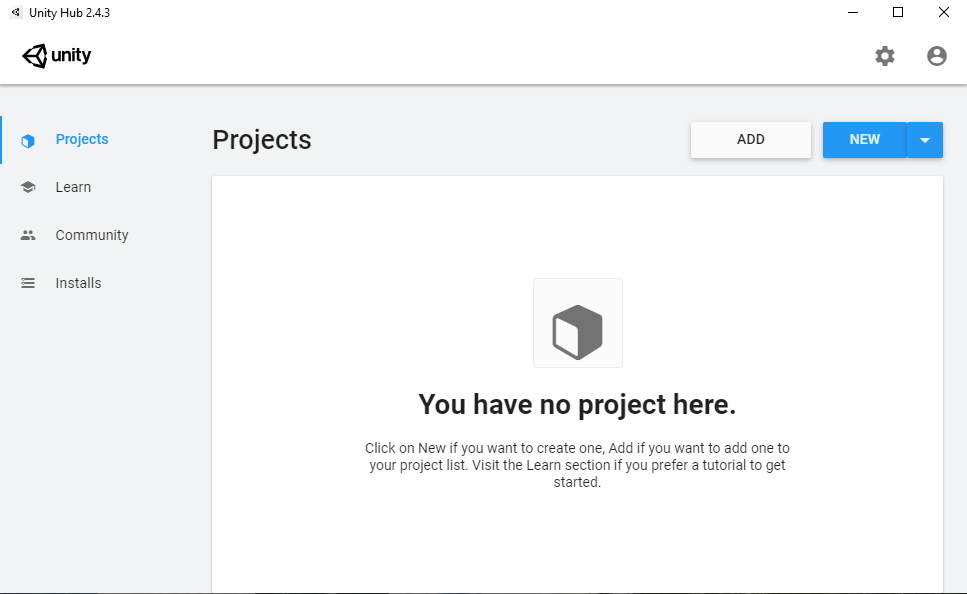 Unity Hub 2.4.3
unity
Projects
Learn
Community
Installs
Projects
ADD
NEW
You have no project here.
Click on New if you want to create one, Add if you want to add one to
your project list. Visit the Learn section if you prefer a tutorial to get
started.